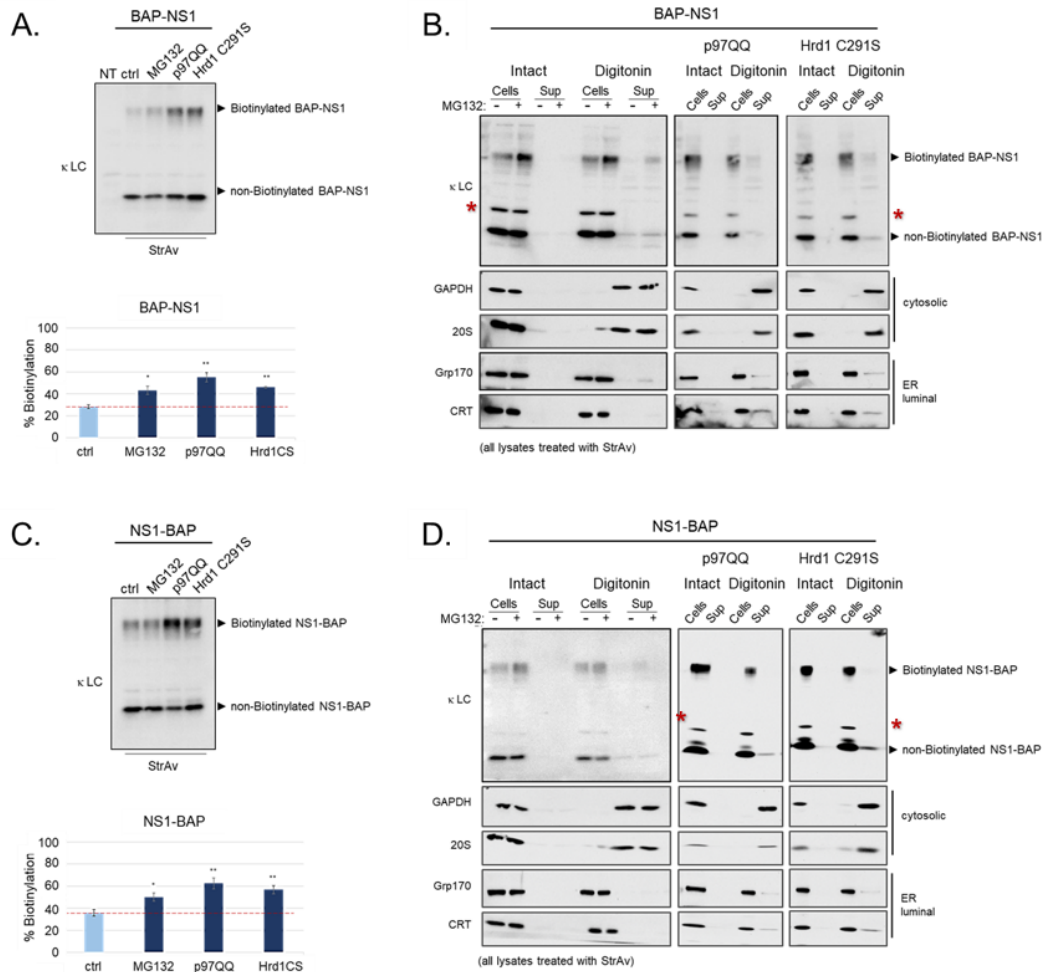 A.
BAP-NS1
NT ctrl MG132 p97QQ Hrd1 C291S
Biotinylated BAP-NS1
κ LC
non-Biotinylated BAP-NS1
StrAv
BAP-NS1
% Biotinylation
100
80
60
40
20
0
* ** **
ctrl MG132 p97QQ Hrd1CS
B.
BAP-NS1
p97QQ Hrd1 C291S
Intact Digitonin Intact Digitonin Intact Digitonin
Cells Sup Cells Sup Cells Sup Cells Sup Cells Sup Cells Sup
MG132: - + - + - + - +
Biotinylated BAP-NS1
κ LC
* *
non-Biotinylated BAP-NS1
GAPDH
cytosolic
20S
Grp170
ER
luminal
CRT
(all lysates treated with StrAv)
C.
NS1-BAP
ctrl MG132 p97QQ Hrd1 C291S
Biotinylated NS1-BAP
κ LC
non-Biotinylated NS1-BAP
StrAv
NS1-BAP
% Biotinylation
100
80
60
40
20
0
* ** **
ctrl MG132 p97QQ Hrd1CS
D.
NS1-BAP
p97QQ Hrd1 C291S
Intact Digitonin Intact Digitonin Intact Digitonin
Cells Sup Cells Sup Cells Sup Cells Sup Cells Sup Cells Sup
MG132: - + - + - + - +
Biotinylated NS1-BAP
κ LC
* *
non-Biotinylated NS1-BAP
GAPDH
cytosolic
20S
Grp170
ER
luminal
CRT
(all lysates treated with StrAv)